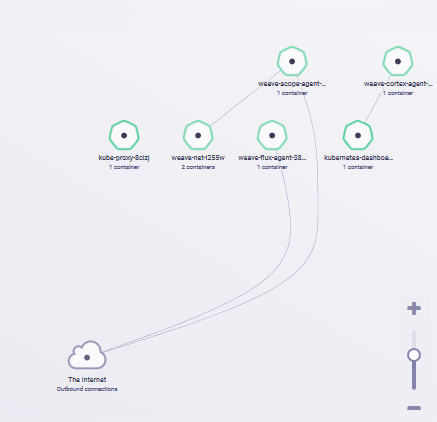 weave-scope-agent-...
1 container
weave-cortex-agent-...
1 container
kube-proxy-8clzj
1 container
weave-net-l255w
2 containers
weave-flux-agent-38...
1 container
kubernetes-dashboa...
1 container
The Internet
Outbound connections